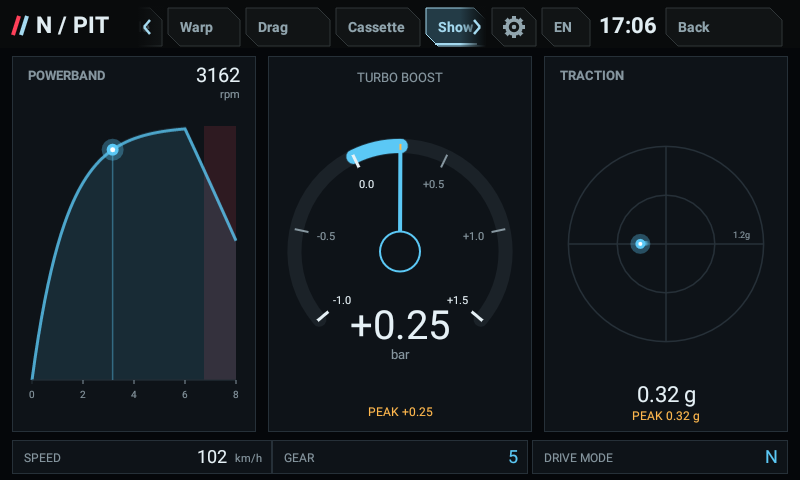 N / PIT
Warp
Drag
Cassette
Show
EN
17:06
Back
POWERBAND
3162
rpm
0 2 4 6 8
TURBO BOOST
0.0
+0.5
-0.5
+1.0
-1.0
+1.5
+0.25
bar
PEAK +0.25
TRACTION
1.2g
0.32 g
PEAK 0.32 g
SPEED 102 km/h
GEAR 5
DRIVE MODE N